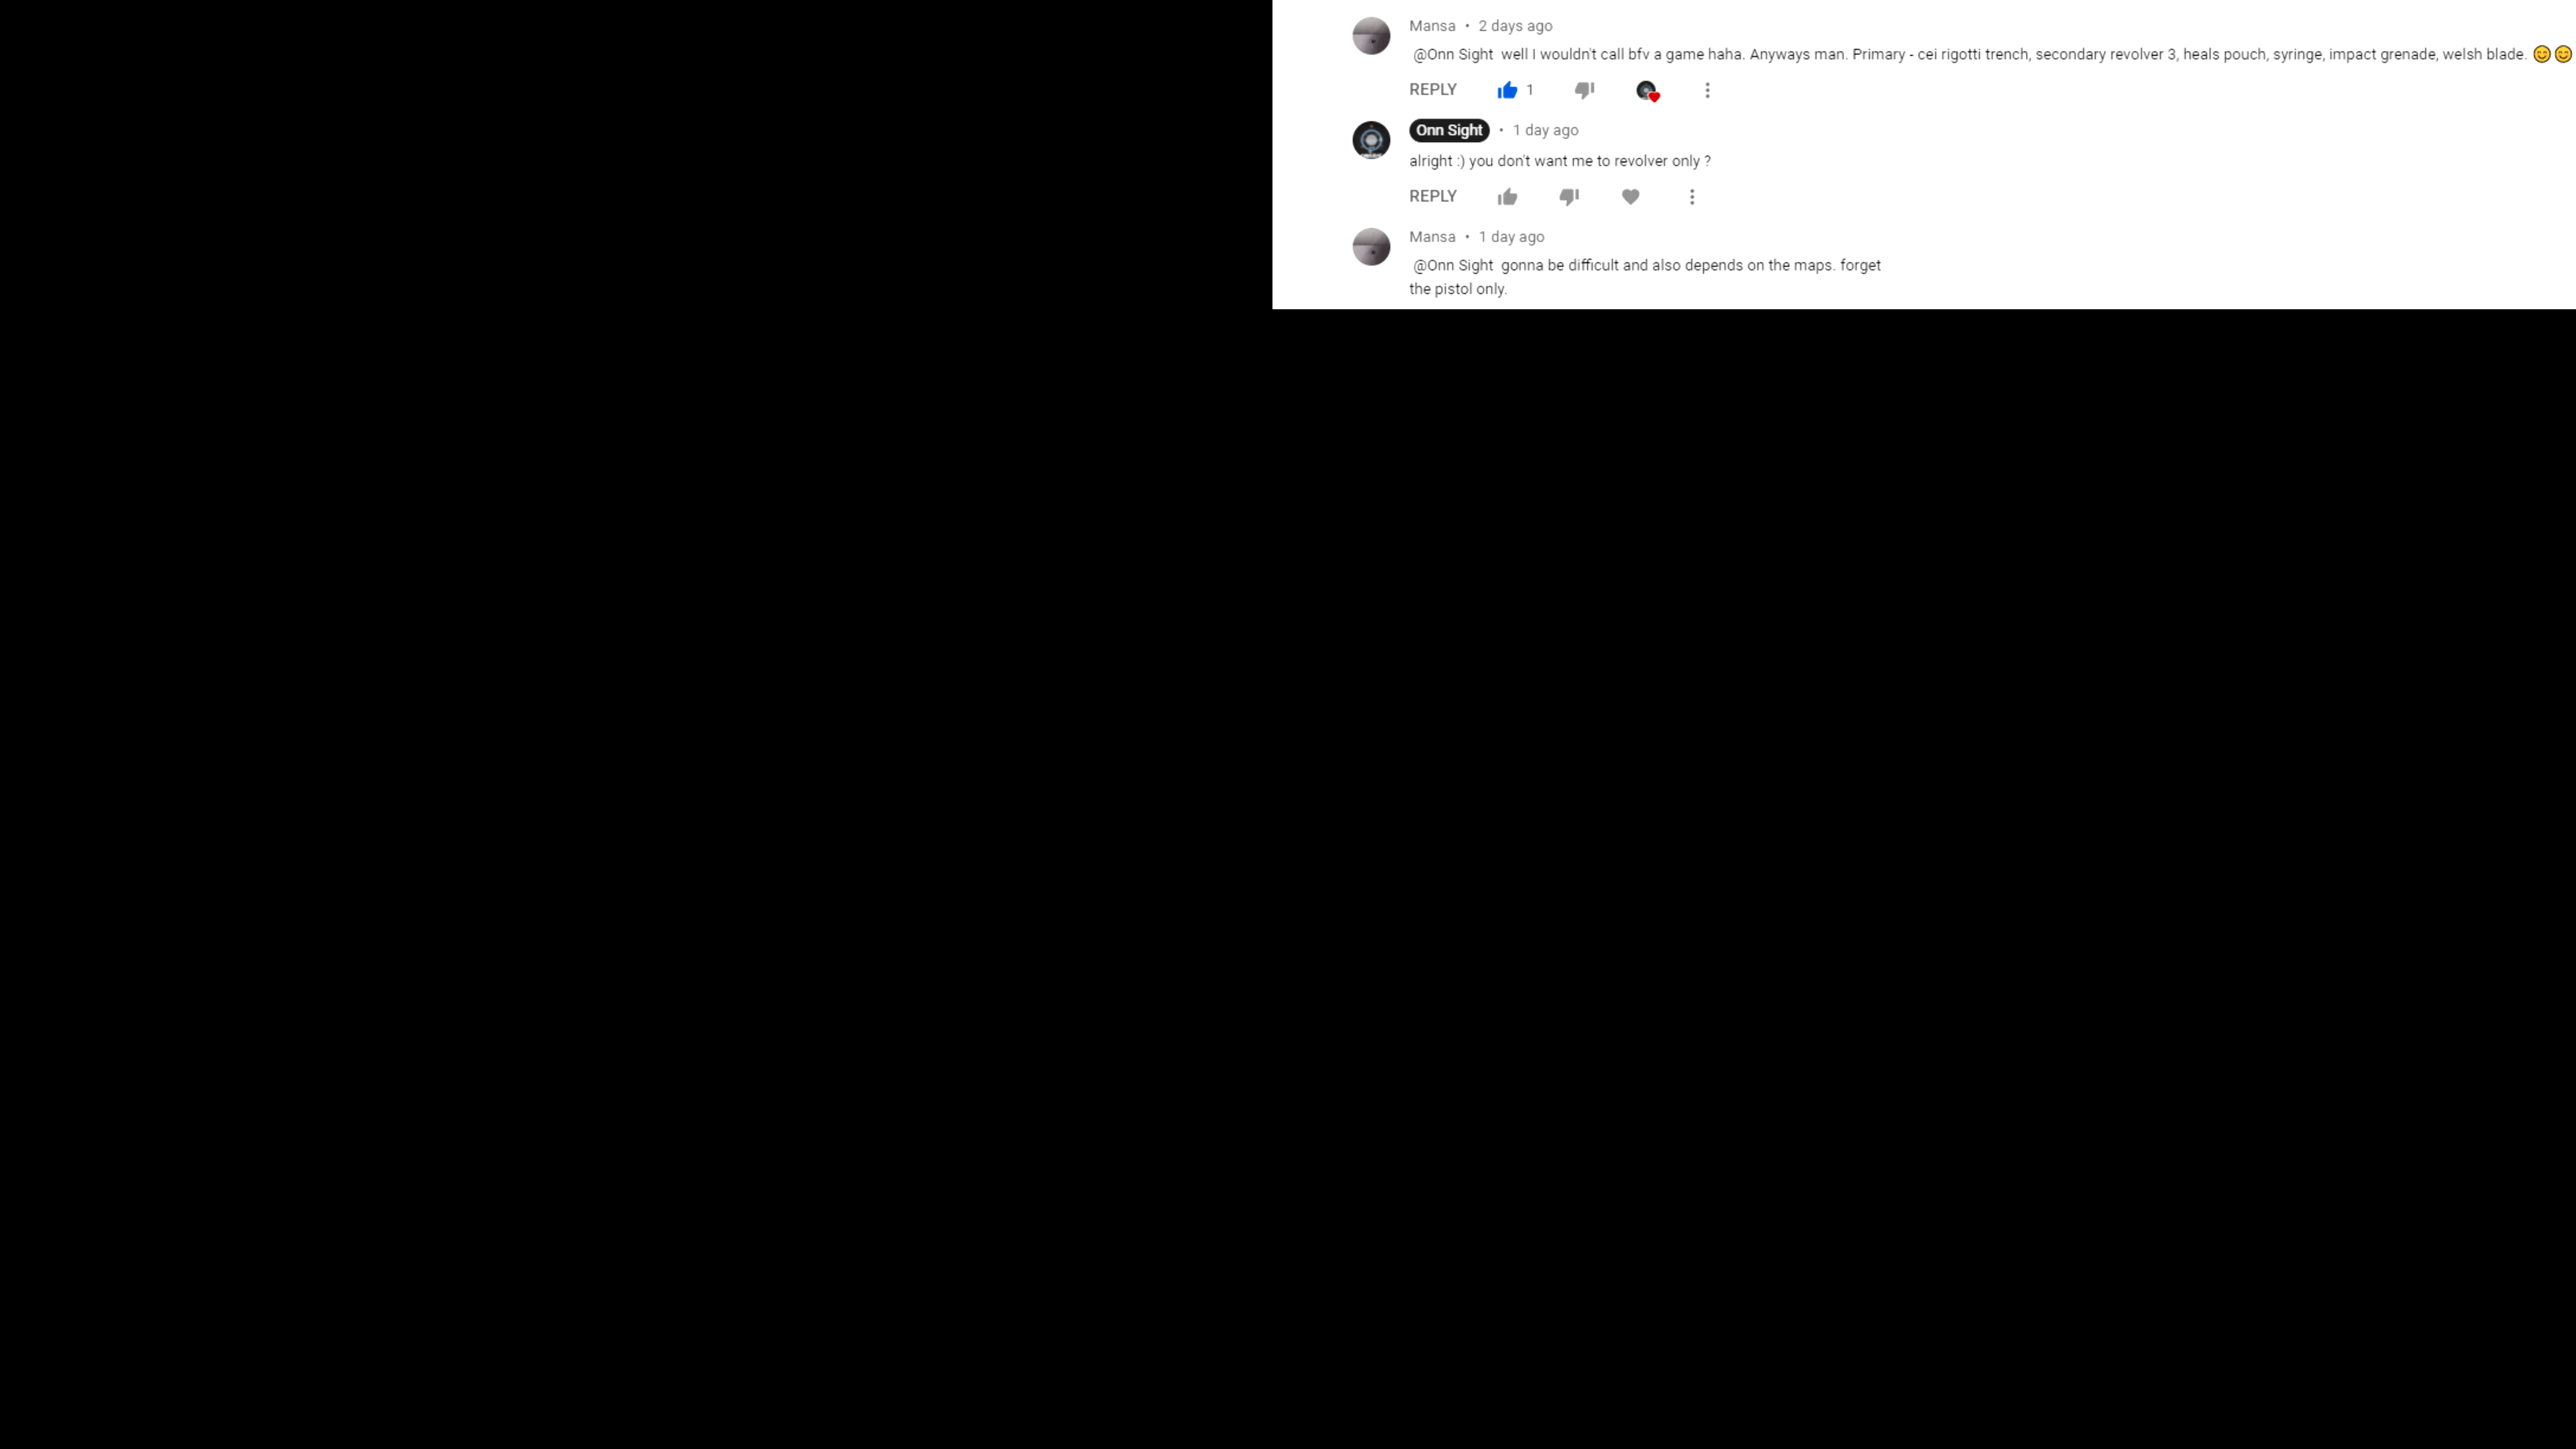 Mansa • 2 days ago
@Onn Sight well I wouldn't call bfv a game haha. Anyways man. Primary - cei rigotti trench, secondary revolver 3, heals pouch, syringe, impact grenade, welsh blade. 😊😊
REPLY 1
Onn Sight • 1 day ago
alright :) you don't want me to revolver only ?
REPLY
Mansa • 1 day ago
@Onn Sight gonna be difficult and also depends on the maps. forget
the pistol only.